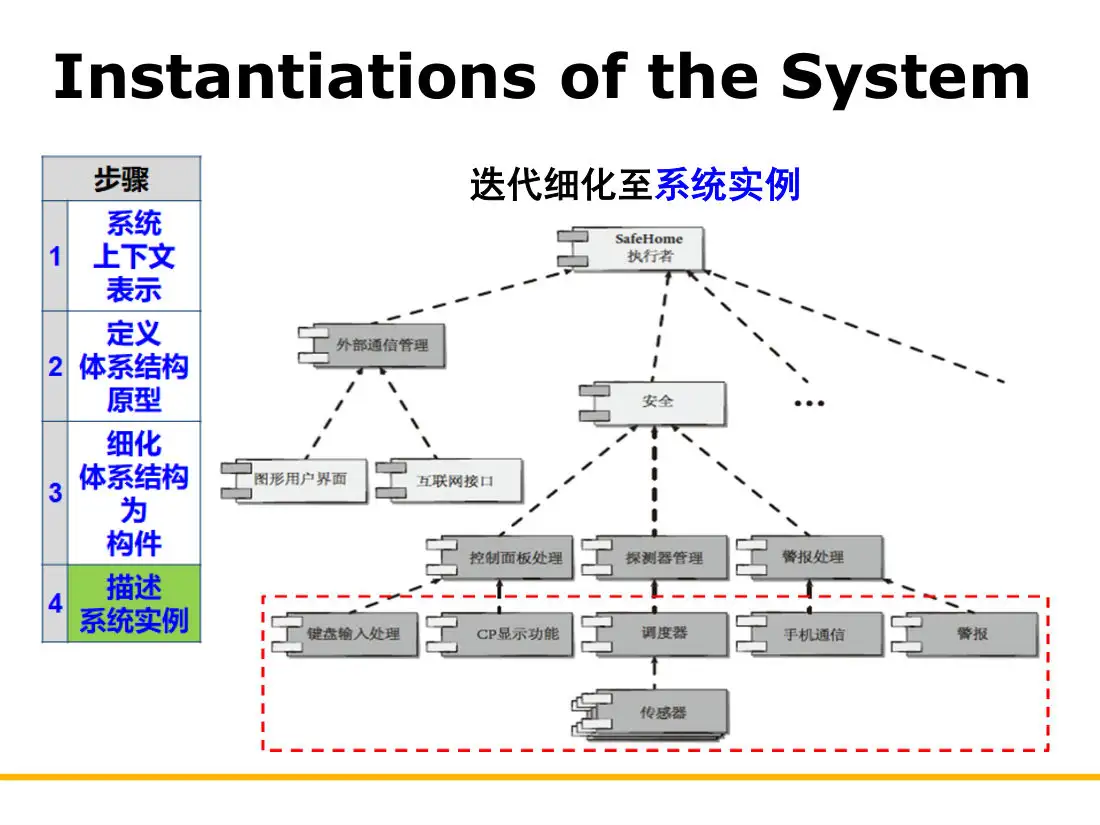 Instantiations of the System
步骤
1
系统
上下文
表示
2
定义
体系结构
原型
3
细化
体系结构
为
构件
4
描述
系统实例
迭代细化至系统实例
SafeHome
执行者
外部通信管理
安全
...
图形用户界面
互联网接口
控制面板处理
探测器管理
警报处理
键盘输入处理
CP显示功能
调度器
手机通信
警报
传感器